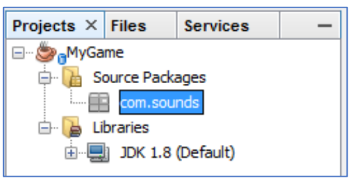 Projects × Files Services —
MyGame
Source Packages
com.sounds
Libraries
JDK 1.8 (Default)